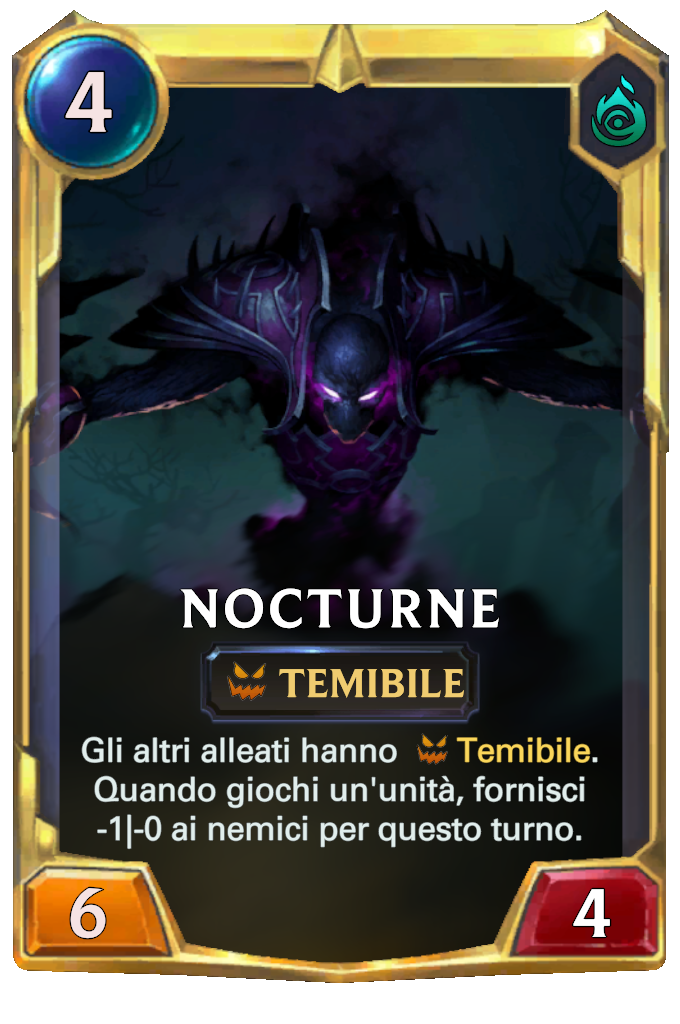 4
NOCTURNE
TEMIBILE
Gli altri alleati hanno Temibile.
Quando giochi un'unità, fornisci
-1|-0 ai nemici per questo turno.
6 4